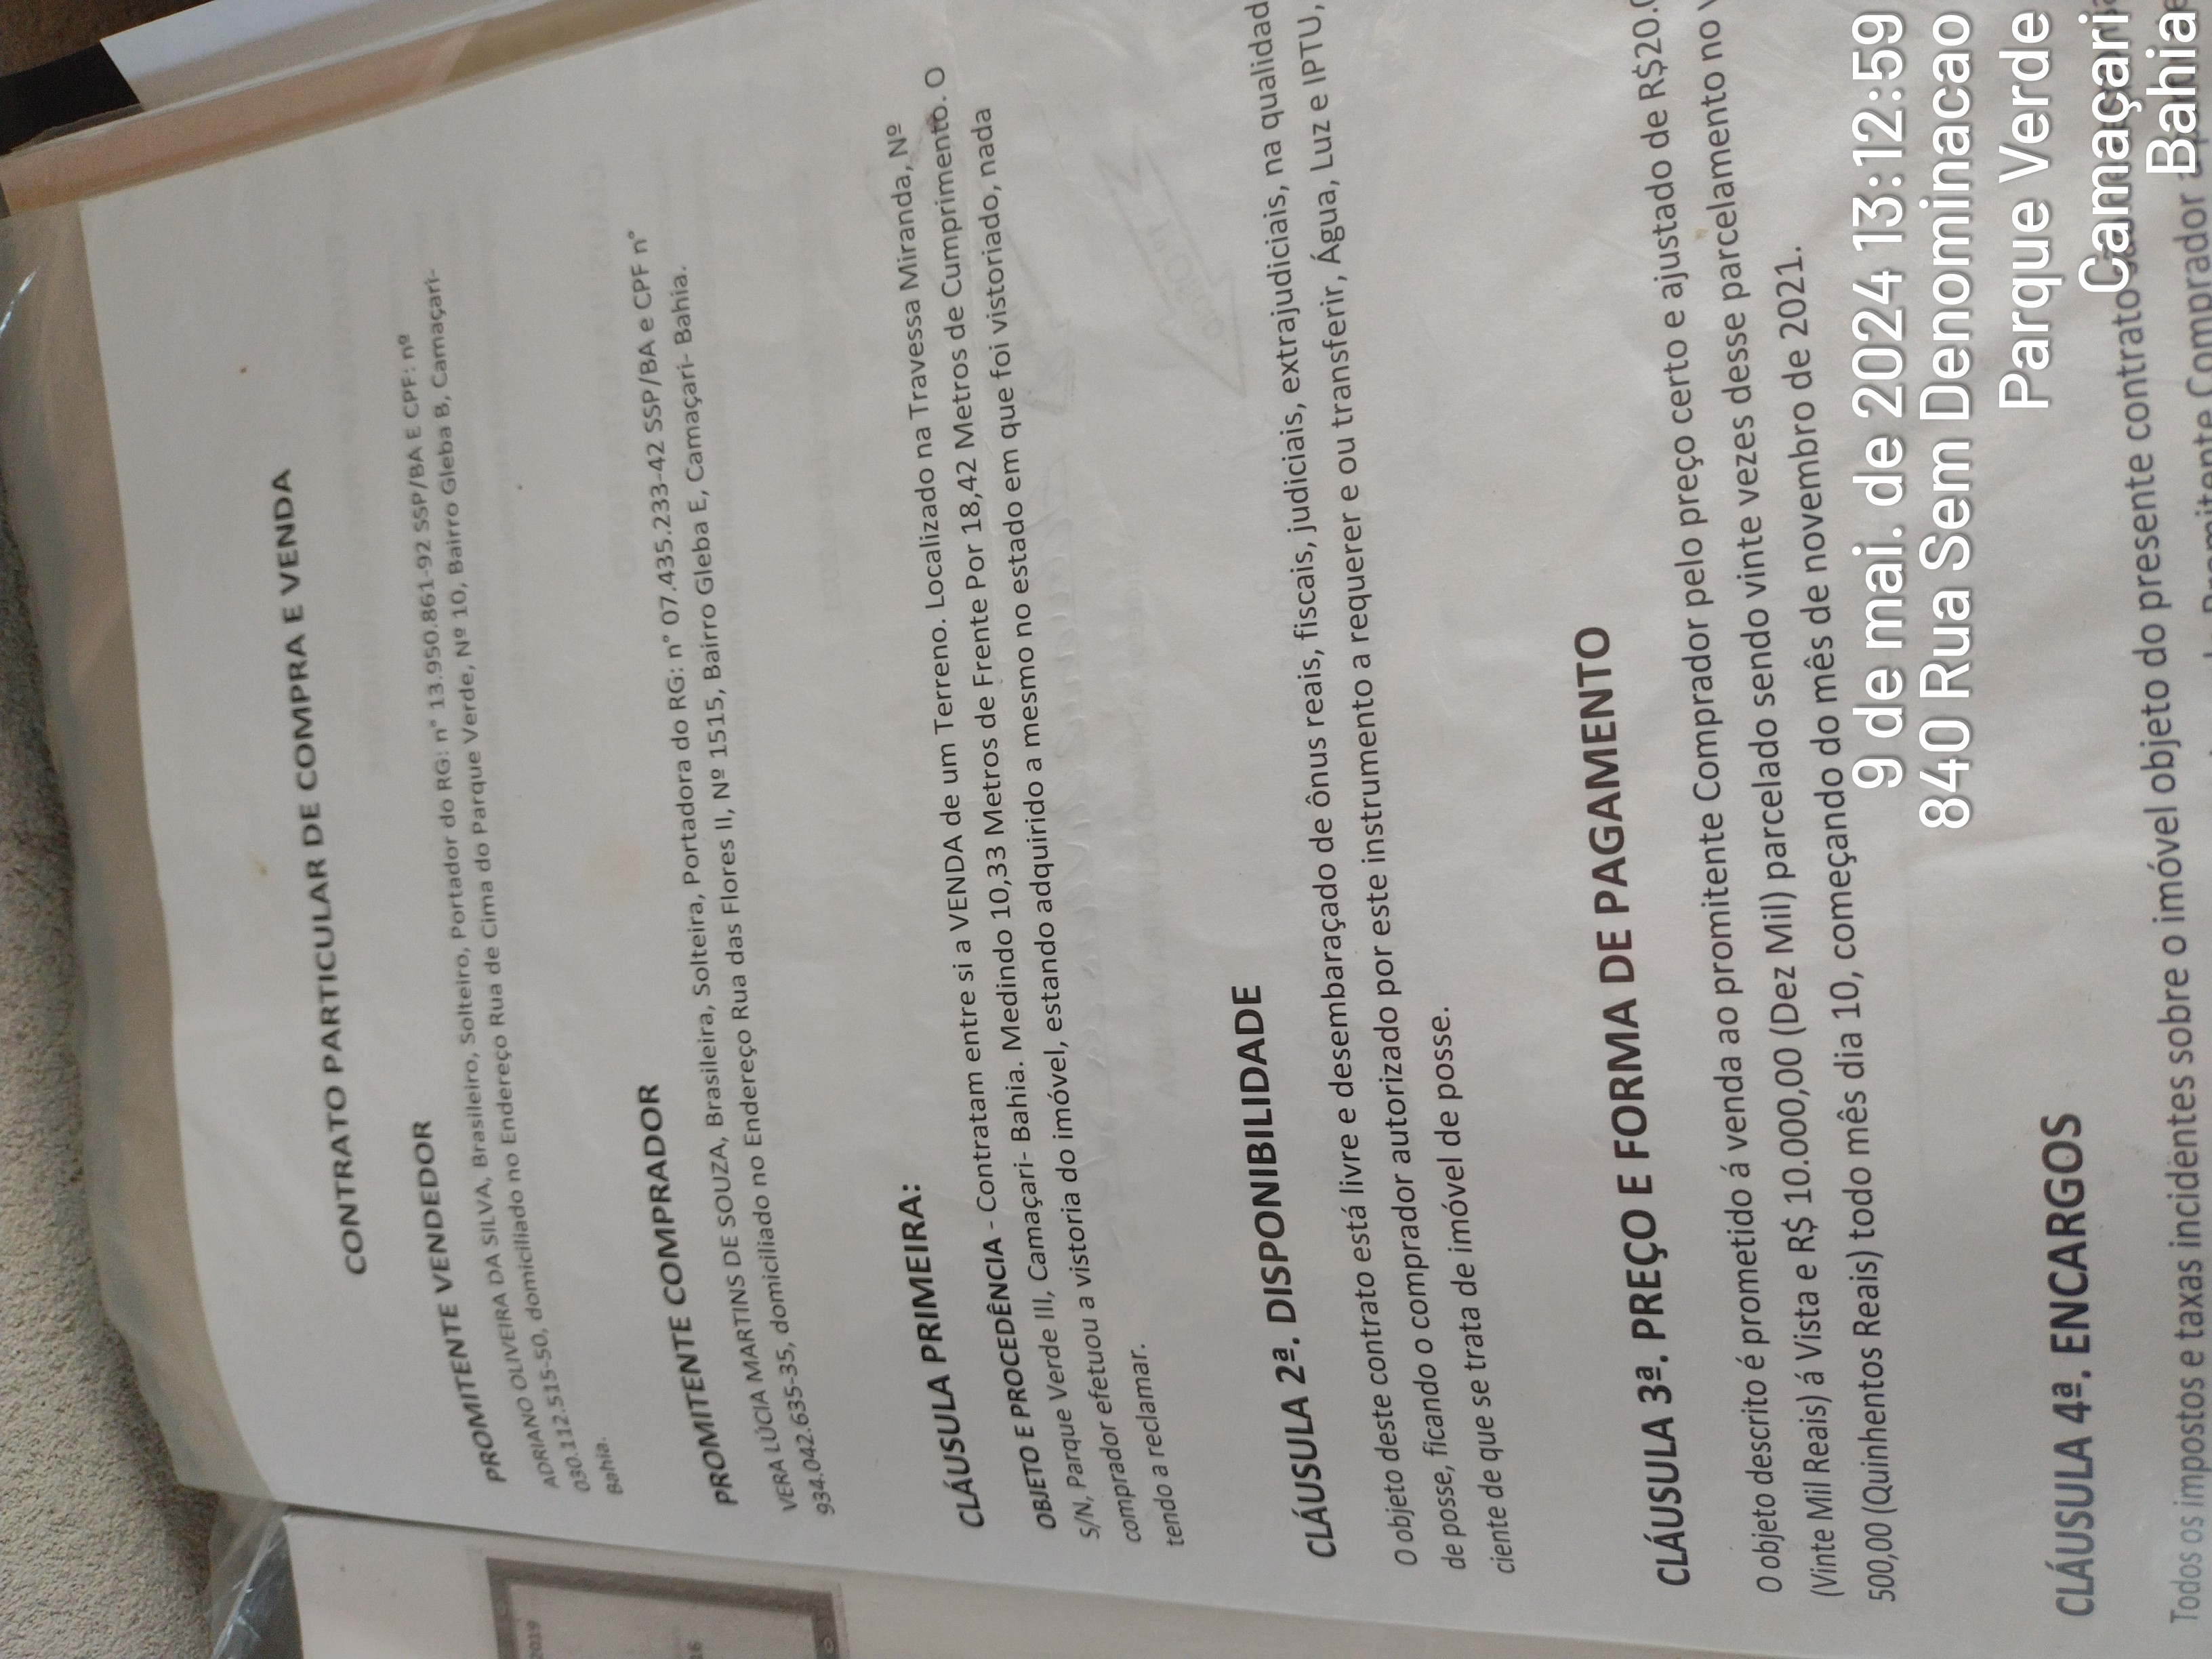 CONTRATO PARTICULAR DE COMPRA E VENDA
PROMITENTE VENDEDOR
ADRIANO OLIVEIRA DA SILVA, Brasileiro, Solteiro, Portador do RG: n° 13.950.861-92 SSP/BA E CPF: nº
030.112.515-50, domiciliado no Endereço Rua de Cima do Parque Verde, Nº 10, Bairro Gleba B, Camaçari-
Bahia.
PROMITENTE COMPRADOR
VERA LÚCIA MARTINS DE SOUZA, Brasileira, Solteira, Portadora do RG: n° 07.435.233-42 SSP/BA e CPF n°
934.042.635-35, domiciliado no Endereço Rua das Flores II, Nº 1515, Bairro Gleba E, Camaçari- Bahia.
CLÁUSULA PRIMEIRA:
OBJETO E PROCEDÊNCIA - Contratam entre si a VENDA de um Terreno. Localizado na Travessa Miranda, Nº
S/N, Parque Verde III, Camaçari- Bahia. Medindo 10,33 Metros de Frente Por 18,42 Metros de Cumprimento. O
comprador efetuou a vistoria do imóvel, estando adquirido a mesmo no estado em que foi vistoriado, nada
tendo a reclamar.
CLÁUSULA 2ª. DISPONIBILIDADE
O objeto deste contrato está livre e desembaraçado de ônus reais, fiscais, judiciais, extrajudiciais, na qualidad
de posse, ficando o comprador autorizado por este instrumento a requerer e ou transferir, Água, Luz e IPTU,
ciente de que se trata de imóvel de posse.
CLÁUSULA 3ª. PREÇO E FORMA DE PAGAMENTO
O objeto descrito é prometido á venda ao promitente Comprador pelo preço certo e ajustado de R$20.0
(Vinte Mil Reais) á Vista e R$ 10.000,00 (Dez Mil) parcelado sendo vinte vezes desse parcelamento no v
500,00 (Quinhentos Reais) todo mês dia 10, começando do mês de novembro de 2021.
CLÁUSULA 4ª. ENCARGOS
Todos os impostos e taxas incidentes sobre o imóvel objeto do presente contrato são de
Promitente Comprador a
2019
16
9 de mai. de 2024 13:12:59
840 Rua Sem Denominacao
Parque Verde
Camaçari
Bahia